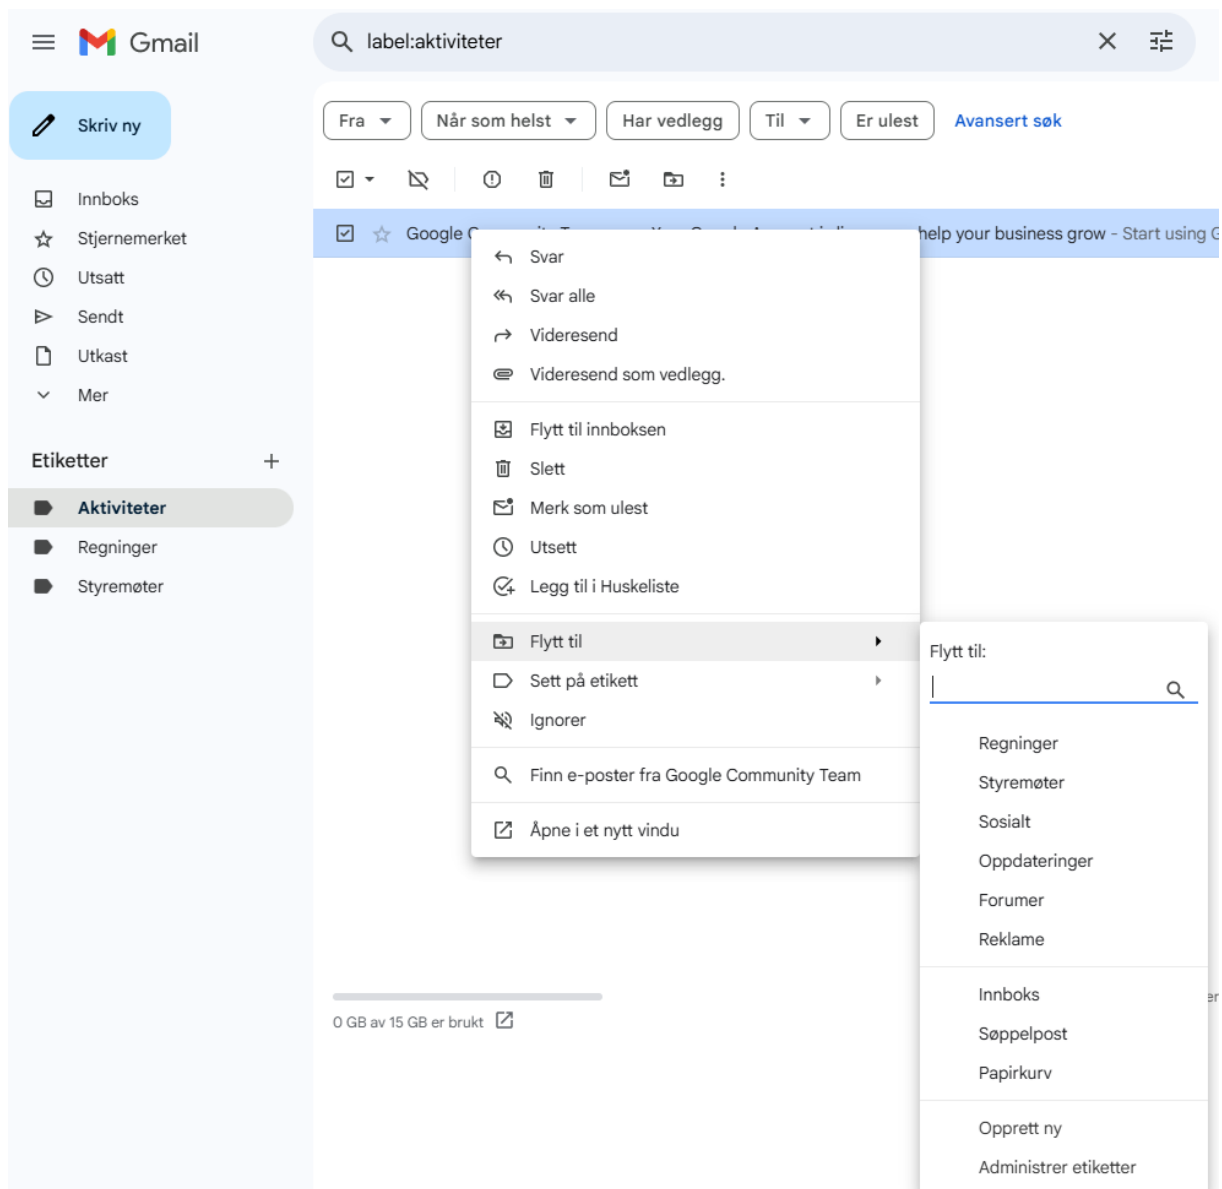 Gmail
label:aktiviteter
Skriv ny
Fra
Når som helst
Har vedlegg
Til
Er ulest
Avansert søk
Innboks
Stjernemerket
Utsatt
Sendt
Utkast
Mer
Etiketter
Aktiviteter
Regninger
Styremøter
Google
help your business grow - Start using
Svar
Svar alle
Videresend
Videresend som vedlegg.
Flytt til innboksen
Slett
Merk som ulest
Utsett
Legg til i Huskeliste
Flytt til
Sett på etikett
Ignorer
Finn e-poster fra Google Community Team
Åpne i et nytt vindu
Flytt til:
Regninger
Styremøter
Sosialt
Oppdateringer
Forumer
Reklame
Innboks
Søppelpost
Papirkurv
Opprett ny
Administrer etiketter
0 GB av 15 GB er brukt